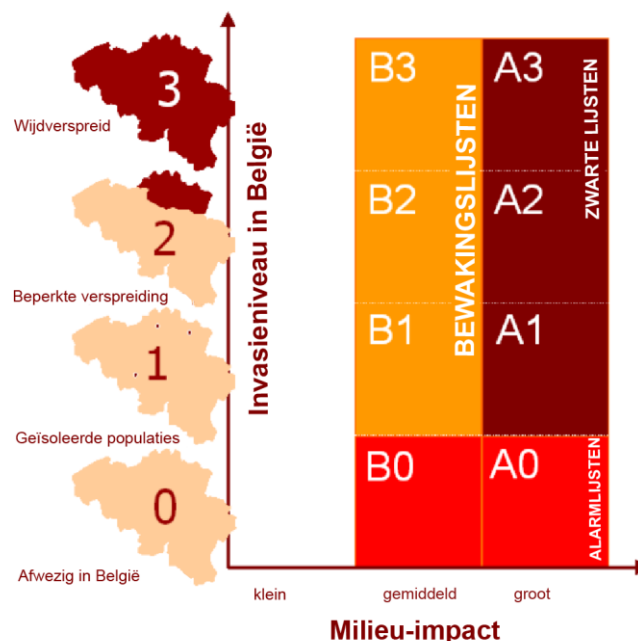 3
Wijdverspreid
2
Beperkte verspreiding
1
Geïsoleerde populaties
0
Afwezig in België
Invasieniveau in België
B3
A3
B2
A2
B1
A1
B0
A0
BEWAKINGSLIJSTEN
ZWARTE LIJSTEN
ALARMLIJSTEN
klein
gemiddeld
groot
Milieu-impact